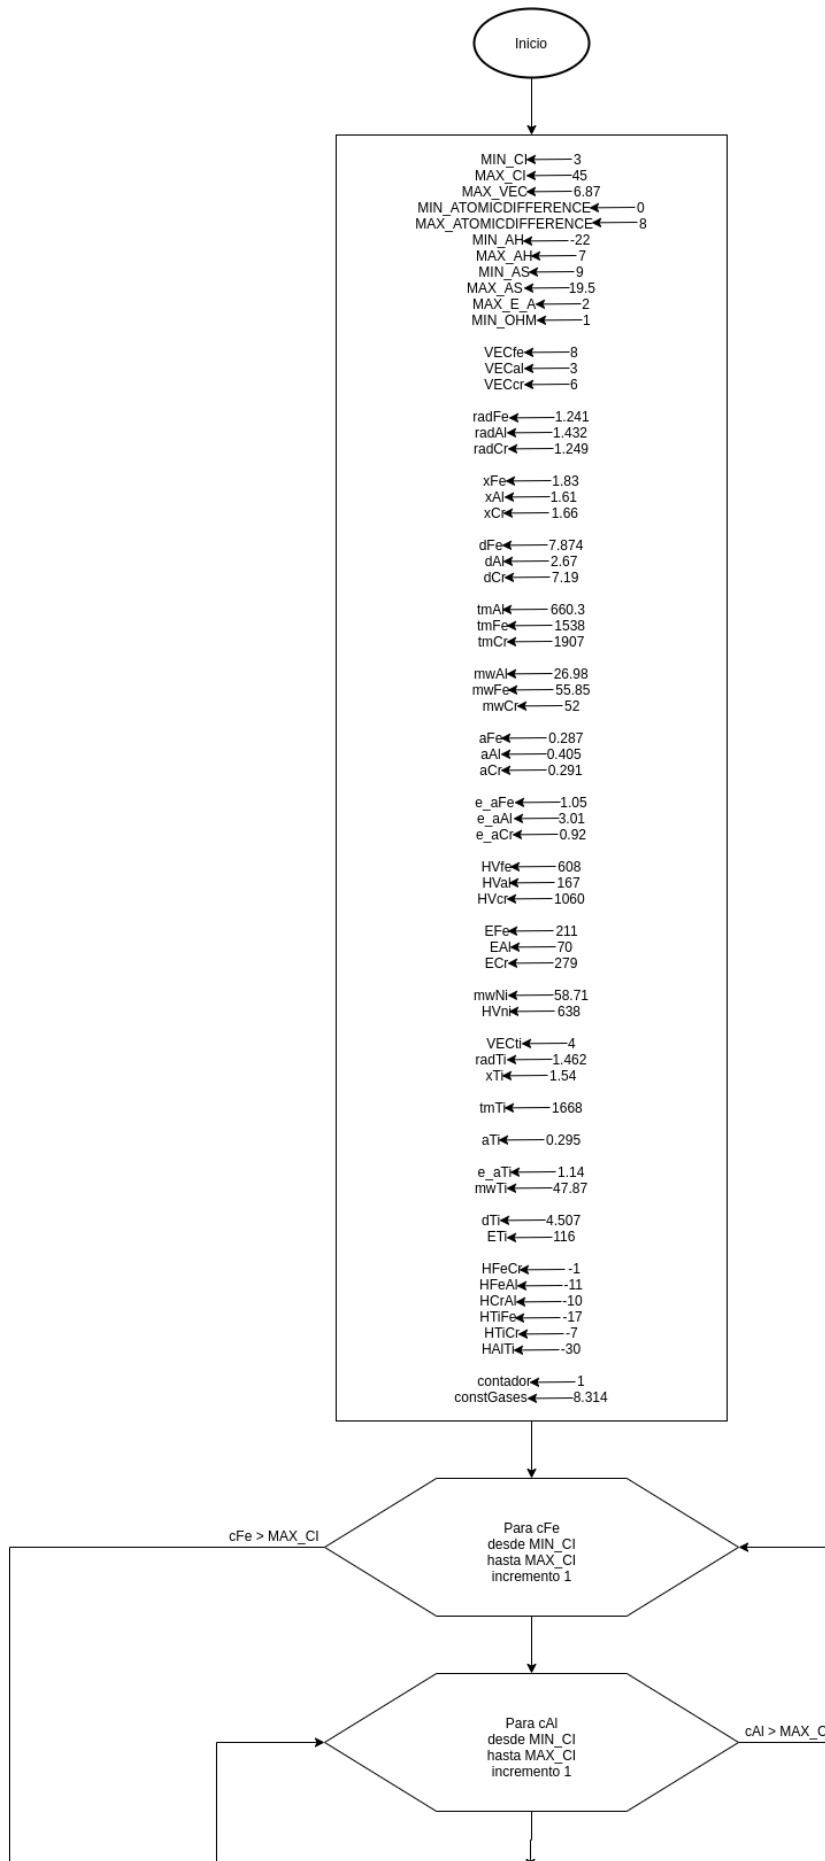 Inicio
MIN_CI 3
MAX_CI 45
MAX_VEC 6.87
MIN_ATOMICDIFFERENCE 0
MAX_ATOMICDIFFERENCE 8
MIN_AH -22
MAX_AH 7
MIN_AS 9
MAX_AS 19.5
MAX_E_A 2
MIN_OHM 1
VECfe 8
VECal 3
VECcr 6
radFe 1.241
radAl 1.432
radCr 1.249
xFe 1.83
xAl 1.61
xCr 1.66
dFe 7.874
dAl 2.67
dCr 7.19
tmAl 660.3
tmFe 1538
tmCr 1907
mwAl 26.98
mwFe 55.85
mwCr 52
aFe 0.287
aAl 0.405
aCr 0.291
e_aFe 1.05
e_aAl 3.01
e_aCr 0.92
HVfe 608
HVal 167
HVcr 1060
EFe 211
EAl 70
ECr 279
mwNi 58.71
HVni 638
VECti 4
radTi 1.462
xTi 1.54
tmTi 1668
aTi 0.295
e_aTi 1.14
mwTi 47.87
dTi 4.507
ETi 116
HFeCr -1
HFeAl -11
HCrAl -10
HTiFe -17
HTiCr -7
HAlTi -30
contador 1
constGases 8.314
cFe > MAX_CI
Para cFe
desde MIN_CI
hasta MAX_CI
incremento 1
Para cAl
desde MIN_CI
hasta MAX_CI
incremento 1
cAl > MAX_C